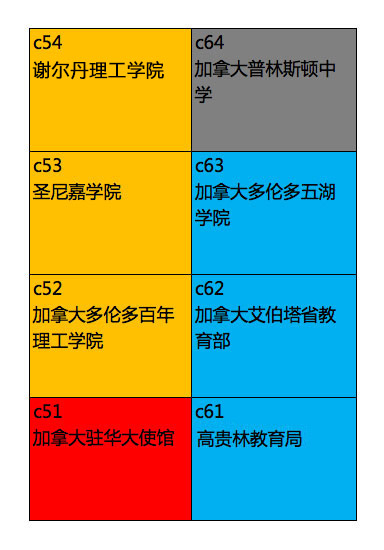 c54
谢尔丹理工学院
c64
加拿大普林斯顿中
学
c53
圣尼嘉学院
c63
加拿大多伦多五湖
学院
c52
加拿大多伦多百年
理工学院
c62
加拿大艾伯塔省教
育部
c51
加拿大驻华大使馆
c61
高贵林教育局